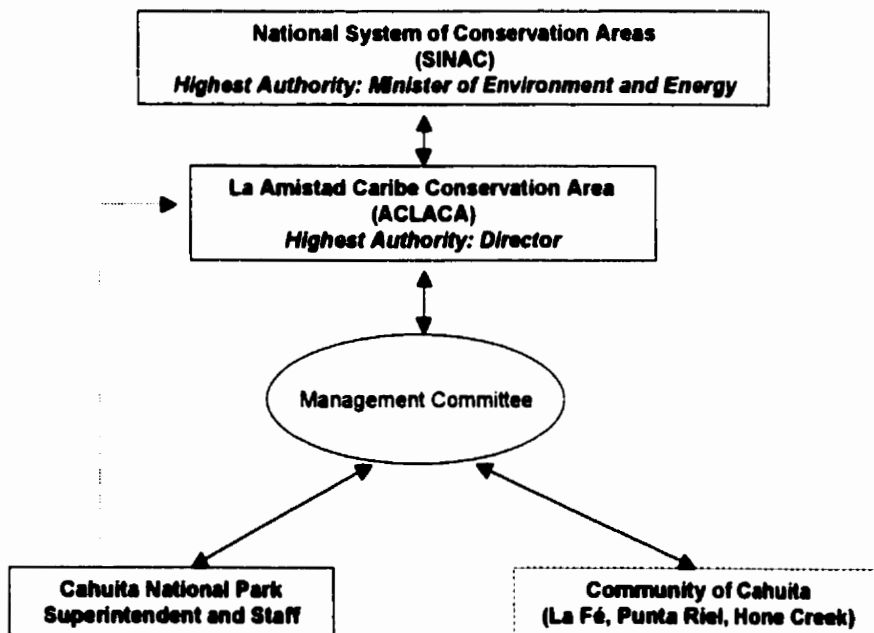 National System of Conservation Areas
(SINAC)
Highest Authority: Minister of Environment and Energy
La Amistad Caribe Conservation Area
(ACLACA)
Highest Authority: Director
Management Committee
Cahuita National Park
Superintendent and Staff
Community of Cahuita
(La Fé, Punta Riel, Hone Creek)